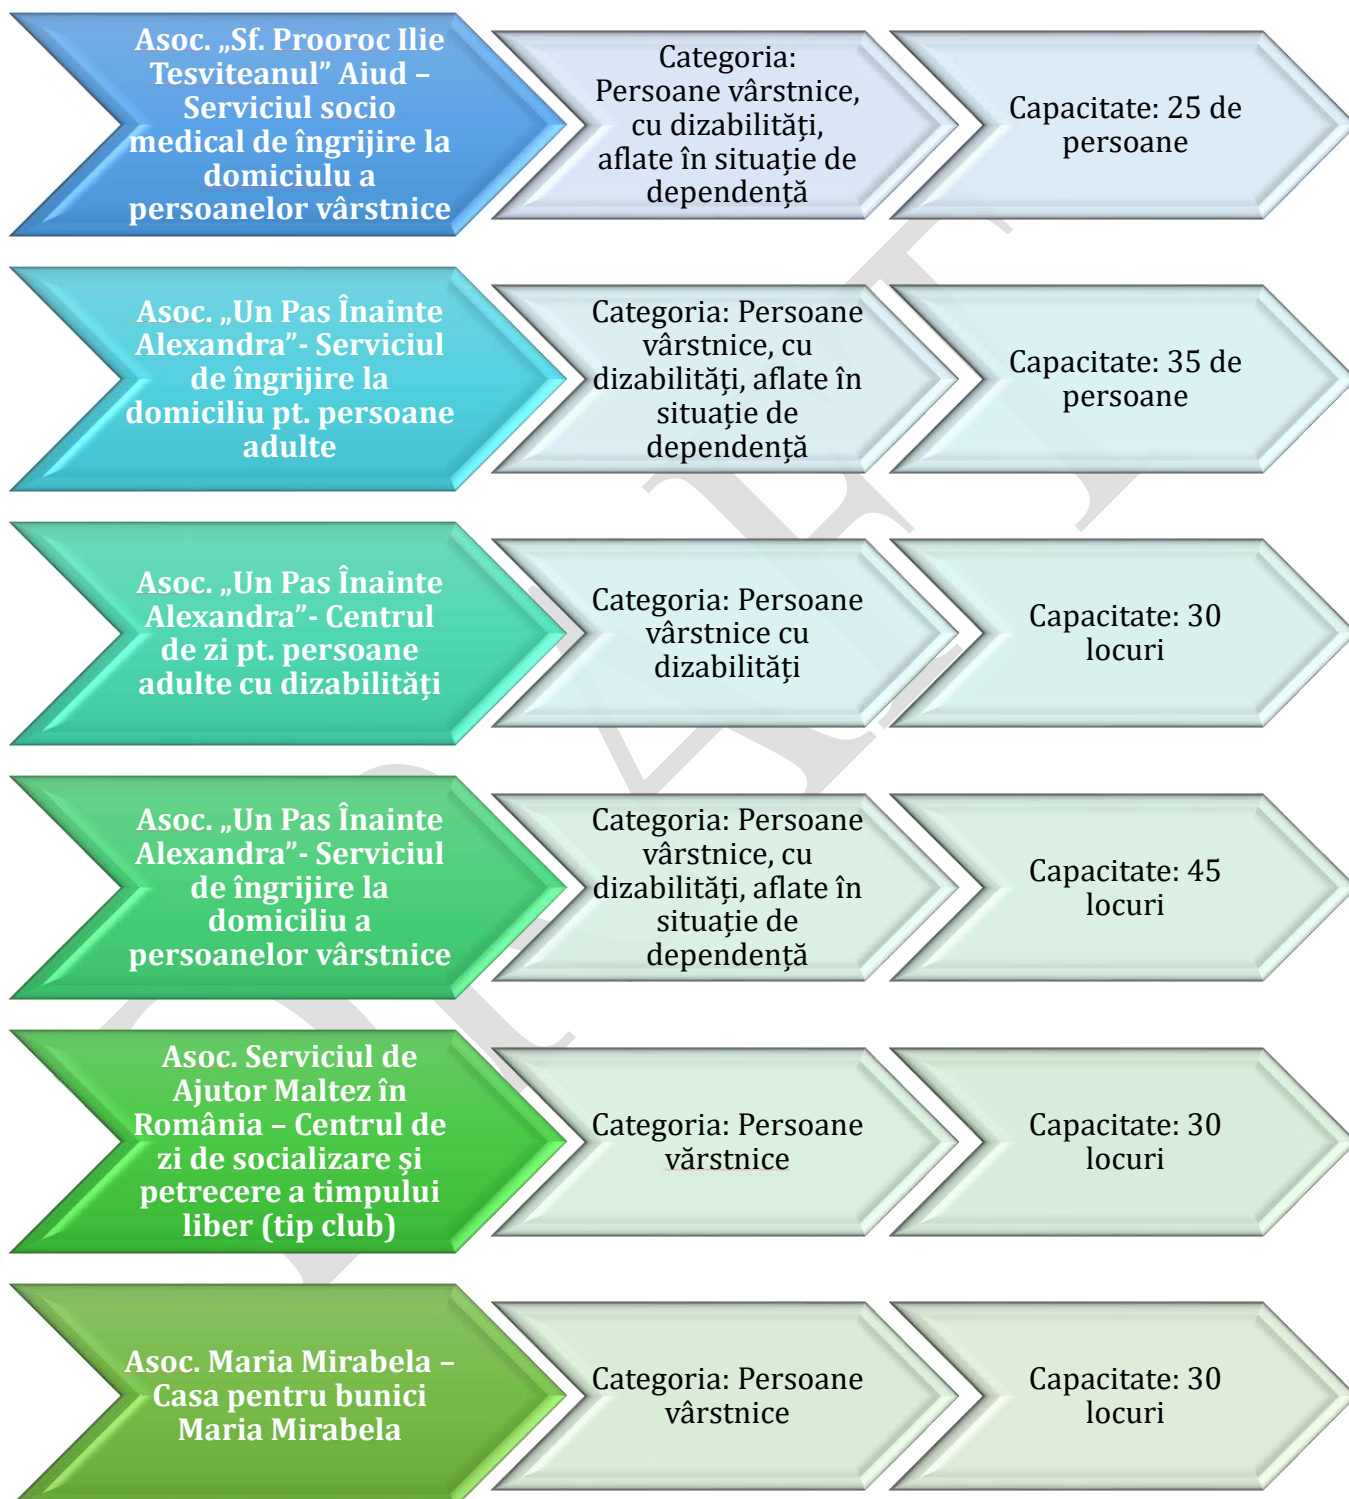 Asoc. „Sf. Prooroc Ilie
Tesviteanul” Aiud –
Serviciul socio
medical de îngrijire la
domiciulu a
persoanelor vârstnice
Categoria:
Persoane vârstnice,
cu dizabilități,
aflate în situație de
dependență
Capacitate: 25 de
persoane
Asoc. „Un Pas Înainte
Alexandra”- Serviciul
de îngrijire la
domiciliu pt. persoane
adulte
Categoria: Persoane
vârstnice, cu
dizabilități, aflate în
situație de
dependență
Capacitate: 35 de
persoane
Asoc. „Un Pas Înainte
Alexandra”- Centrul
de zi pt. persoane
adulte cu dizabilități
Categoria: Persoane
vârstnice cu
dizabilități
Capacitate: 30
locuri
Asoc. „Un Pas Înainte
Alexandra”- Serviciul
de îngrijire la
domiciliu a
persoanelor vârstnice
Categoria: Persoane
vârstnice, cu
dizabilități, aflate în
situație de
dependență
Capacitate: 45
locuri
Asoc. Serviciul de
Ajutor Maltez în
România – Centrul de
zi de socializare și
petrecere a timpului
liber (tip club)
Categoria: Persoane
vărstnice
Capacitate: 30
locuri
Asoc. Maria Mirabela –
Casa pentru bunici
Maria Mirabela
Categoria: Persoane
vârstnice
Capacitate: 30
locuri
DRAFT